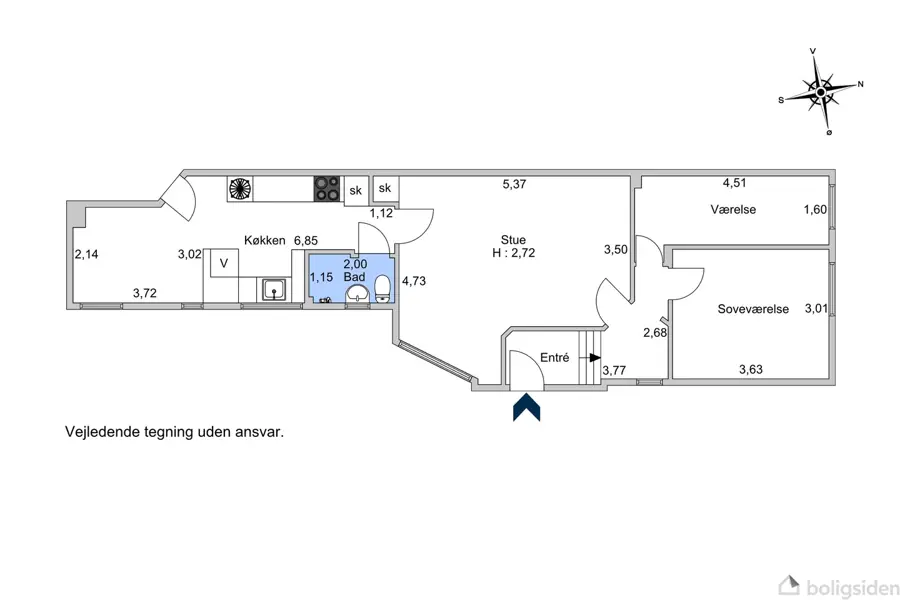 V
N
S
Ø
4,51
5,37
sk
sk
Værelse
1,60
1,12
Stue
H : 2,72
3,50
Køkken 6,85
2,14
3,02
V
2,00
Bad
1,15
4,73
3,72
Soveværelse
3,01
2,68
Entré
3,77
3,63
Vejledende tegning uden ansvar.
boligsiden